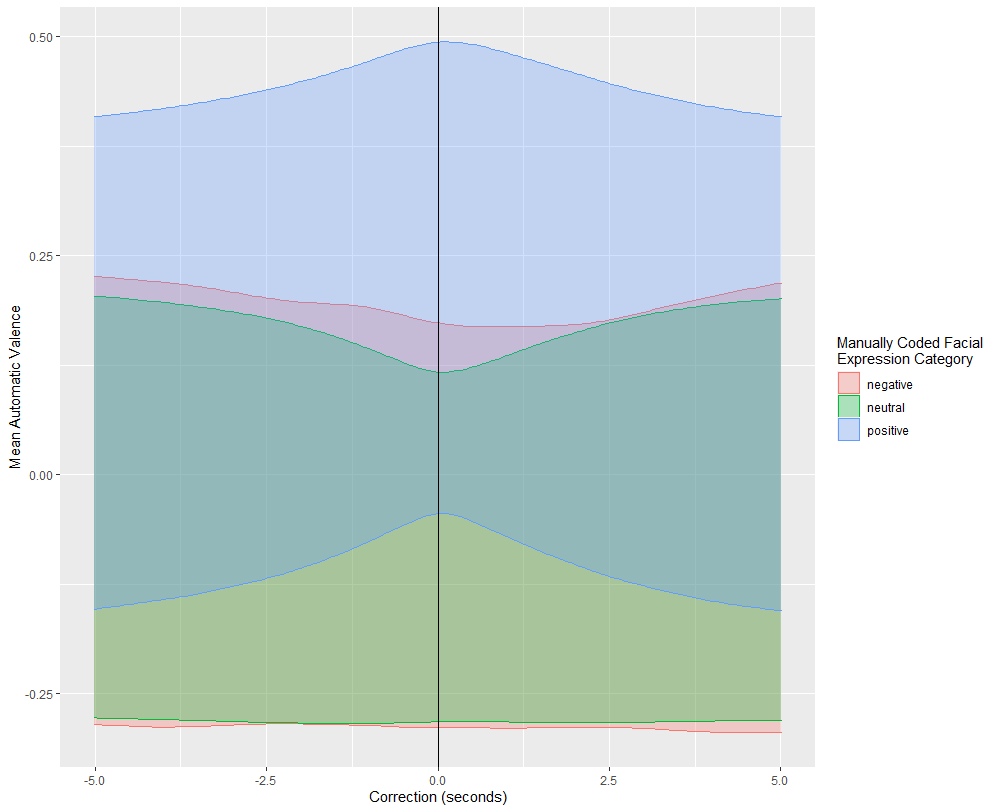 0.50
0.25
0.00
-0.25
-5.0
-2.5
0.0
2.5
5.0
Correction (seconds)
Mean Automatic Valence
Manually Coded Facial
Expression Category
negative
neutral
positive